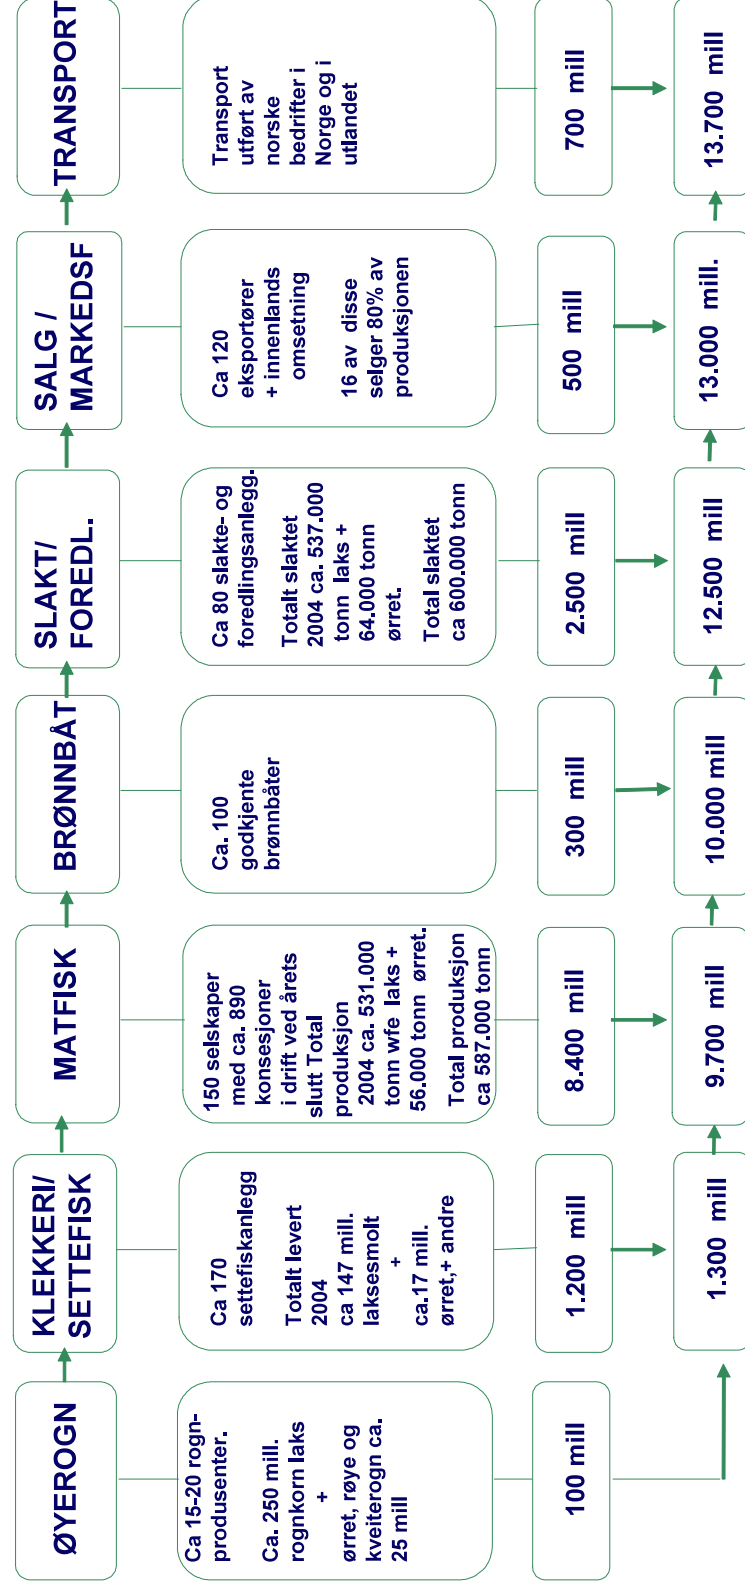 ØYEROGN
KLEKKERI/
SETTEFISK
MATFISK
BRØNNBÅT
SLAKT/
FOREDL.
SALG /
MARKEDSF
TRANSPORT
Ca 15-20 rogn-
produsenter.
Ca. 250 mill.
rognkorn laks
+
ørret, røye og
kveiterogn ca.
25 mill
Ca 170
settefiskanlegg
Totalt levert
2004
ca 147 mill.
laksesmolt
+
ca.17 mill.
ørret,+ andre
150 selskaper
med ca. 890
konsesjoner
i drift ved årets
slutt Total
produksjon
2004 ca. 531.000
tonn wfe laks +
56.000 tonn ørret.
Total produksjon
ca 587.000 tonn
Ca. 100
godkjente
brønnbåter
Ca 80 slakte- og
foredlingsanlegg.
Totalt slaktet
2004 ca. 537.000
tonn laks +
64.000 tonn
ørret.
Total slaktet
ca 600.000 tonn
Ca 120
eksportører
+ innenlands
omsetning
16 av disse
selger 80% av
produksjonen
Transport
utført av
norske
bedrifter i
Norge og i
utlandet
100 mill
1.200 mill
8.400 mill
300 mill
2.500 mill
500 mill
700 mill
1.300 mill
9.700 mill
10.000 mill
12.500 mill
13.000 mill.
13.700 mill